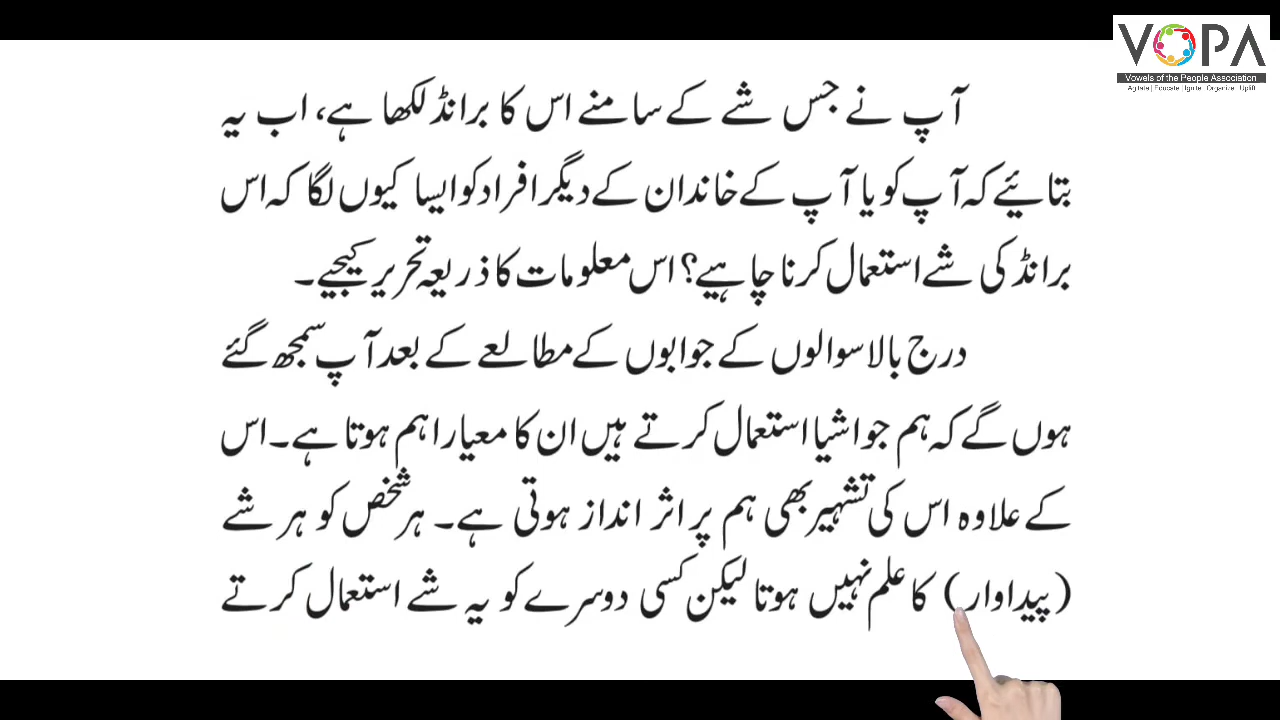 VOPA
Vowels of the People Association
Agitate | Educate Ignite Organize Uplift
آپ نے جس شے کے سامنے اس کا برانڈ لکھا ہے، اب یہ
بتائیے کہ آپ کو یا آپ کے خاندان کے دیگر افراد کو ایسا کیوں لگا کہ اس
برانڈ کی شے استعمال کرنا چاہیے؟ اس معلومات کا ذریعہ تحریر کیجیے۔
درج بالا سوالوں کے جوابوں کے مطالعے کے بعد آپ سمجھ گئے
ہوں گے کہ ہم جو اشیا استعمال کرتے ہیں ان کا معیار اہم ہوتا ہے۔ اس
کے علاوہ اس کی تشہیر بھی ہم پر اثر انداز ہوتی ہے۔ ہر شخص کو ہر شے
(پیداوار) کا علم نہیں ہوتا لیکن کسی دوسرے کو یہ شے استعمال کرتے